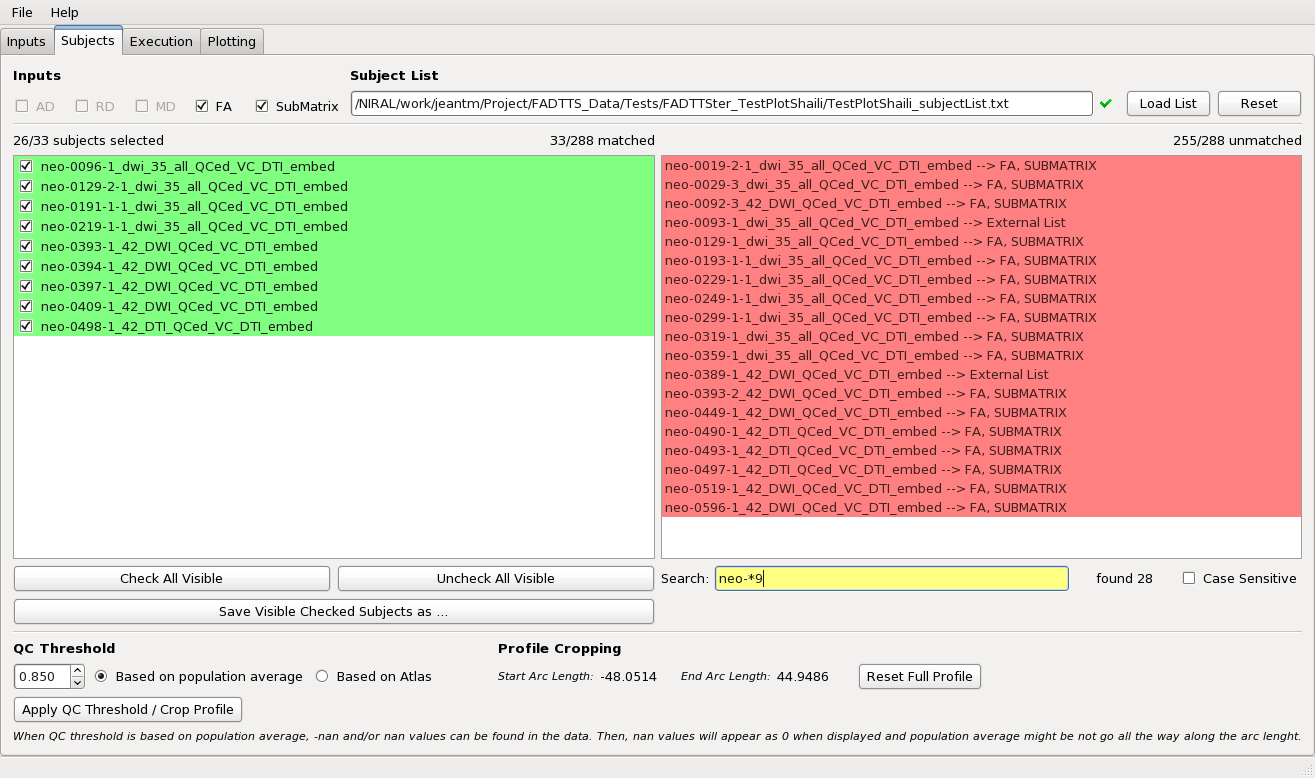 File Help
Inputs Subjects Execution Plotting
Inputs Subject List
AD RD MD FA SubMatrix /NIRAL/work/jeantm/Project/FADTTS_Data/Tests/FADTTSter_TestPlotShaili/TestPlotShaili_subjectList.txt Load List Reset
26/33 subjects selected 33/288 matched 255/288 unmatched
neo-0096-1_dwi_35_all_QCed_VC_DTI_embed
neo-0129-2-1_dwi_35_all_QCed_VC_DTI_embed
neo-0191-1-1_dwi_35_all_QCed_VC_DTI_embed
neo-0219-1-1_dwi_35_all_QCed_VC_DTI_embed
neo-0393-1_42_DWI_QCed_VC_DTI_embed
neo-0394-1_42_DWI_QCed_VC_DTI_embed
neo-0397-1_42_DWI_QCed_VC_DTI_embed
neo-0409-1_42_DWI_QCed_VC_DTI_embed
neo-0498-1_42_DTI_QCed_VC_DTI_embed
neo-0019-2-1_dwi_35_all_QCed_VC_DTI_embed --> FA, SUBMATRIX
neo-0029-3_dwi_35_all_QCed_VC_DTI_embed --> FA, SUBMATRIX
neo-0092-3_42_DWI_QCed_VC_DTI_embed --> FA, SUBMATRIX
neo-0093-1_dwi_35_all_QCed_VC_DTI_embed --> External List
neo-0129-1_dwi_35_all_QCed_VC_DTI_embed --> FA, SUBMATRIX
neo-0193-1-1_dwi_35_all_QCed_VC_DTI_embed --> FA, SUBMATRIX
neo-0229-1-1_dwi_35_all_QCed_VC_DTI_embed --> FA, SUBMATRIX
neo-0249-1-1_dwi_35_all_QCed_VC_DTI_embed --> FA, SUBMATRIX
neo-0299-1-1_dwi_35_all_QCed_VC_DTI_embed --> FA, SUBMATRIX
neo-0319-1_dwi_35_all_QCed_VC_DTI_embed --> FA, SUBMATRIX
neo-0359-1_dwi_35_all_QCed_VC_DTI_embed --> FA, SUBMATRIX
neo-0389-1_42_DWI_QCed_VC_DTI_embed --> External List
neo-0393-2_42_DWI_QCed_VC_DTI_embed --> FA, SUBMATRIX
neo-0449-1_42_DWI_QCed_VC_DTI_embed --> FA, SUBMATRIX
neo-0490-1_42_DTI_QCed_VC_DTI_embed --> FA, SUBMATRIX
neo-0493-1_42_DTI_QCed_VC_DTI_embed --> FA, SUBMATRIX
neo-0497-1_42_DTI_QCed_VC_DTI_embed --> FA, SUBMATRIX
neo-0519-1_42_DWI_QCed_VC_DTI_embed --> FA, SUBMATRIX
neo-0596-1_42_DWI_QCed_VC_DTI_embed --> FA, SUBMATRIX
Check All Visible Uncheck All Visible Search: neo-*9 found 28 Case Sensitive
Save Visible Checked Subjects as ...
QC Threshold Profile Cropping
0.850 Based on population average Based on Atlas Start Arc Length: -48.0514 End Arc Length: 44.9486 Reset Full Profile
Apply QC Threshold / Crop Profile
When QC threshold is based on population average, -nan and/or nan values can be found in the data. Then, nan values will appear as 0 when displayed and population average might be not go all the way along the arc lenght.